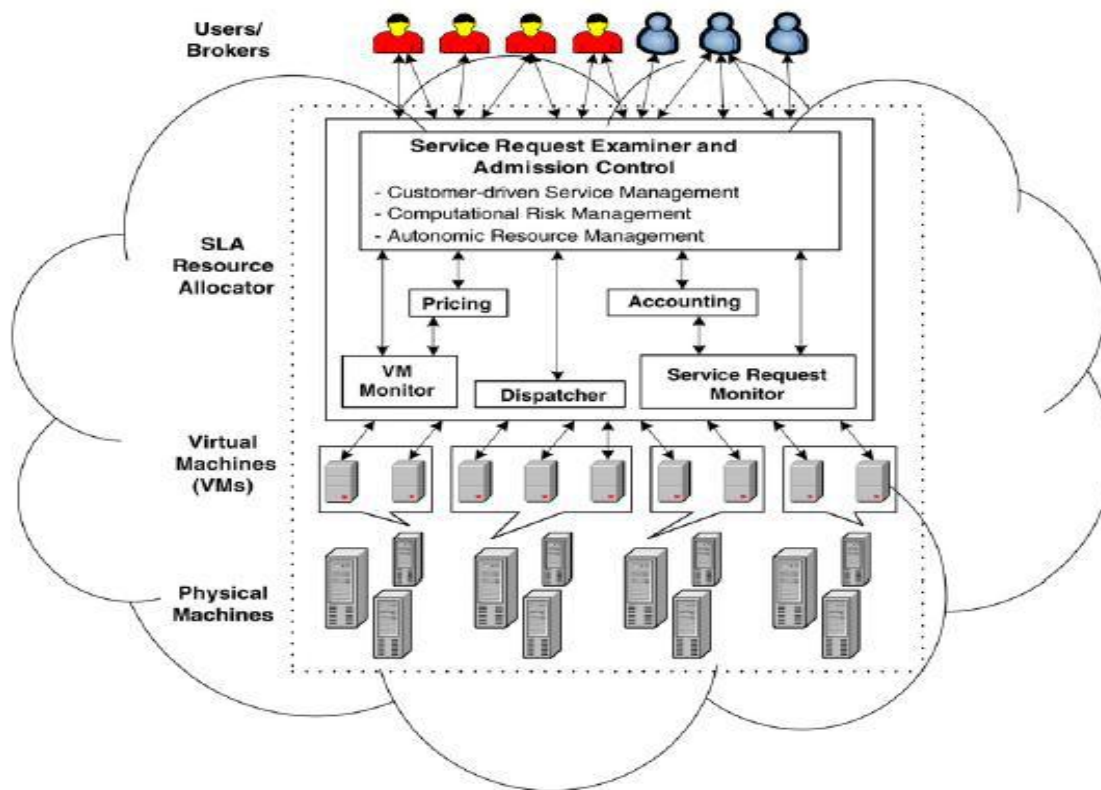 Users/
Brokers
Service Request Examiner and
Admission Control
- Customer-driven Service Management
- Computational Risk Management
- Autonomic Resource Management
SLA
Resource
Allocator
Pricing
Accounting
VM
Monitor
Dispatcher
Service Request
Monitor
Virtual
Machines
(VMs)
Physical
Machines